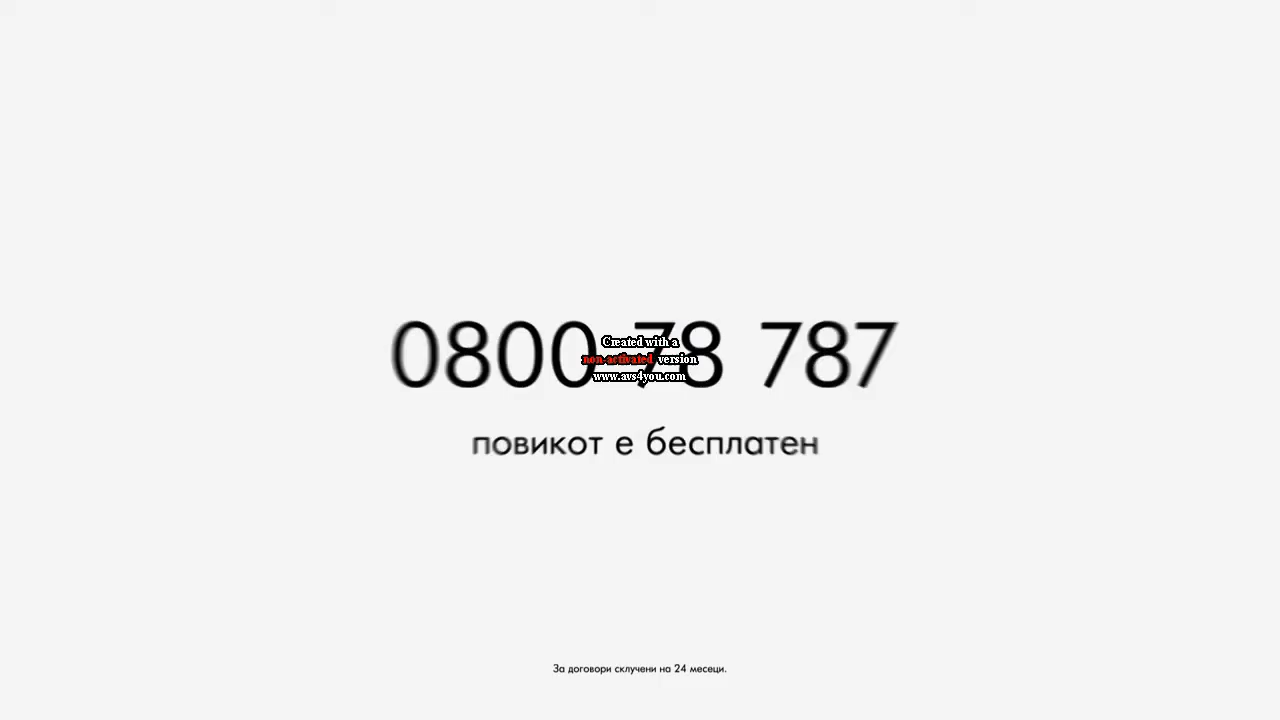 0800 78 787
Created with a
non-activated version
www.avs4you.com
повикот е бесплатен
За договори склучени на 24 месеци.